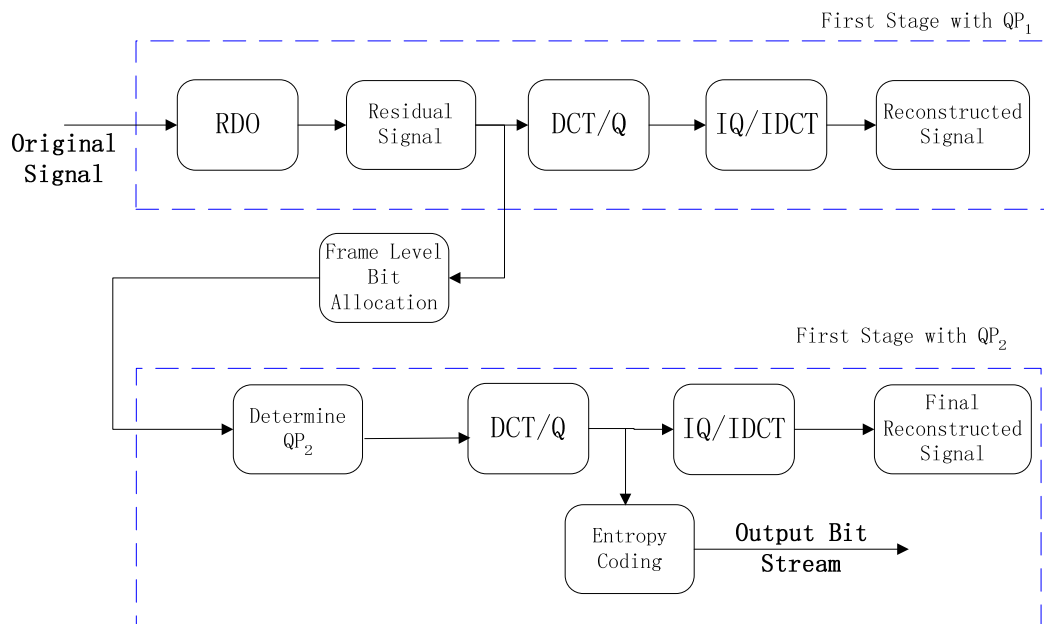 First Stage with QP1
Original
Signal
RDO
Residual
Signal
DCT/Q
IQ/IDCT
Reconstructed
Signal
Frame Level
Bit
Allocation
First Stage with QP2
Determine
QP2
DCT/Q
IQ/IDCT
Final
Reconstructed
Signal
Entropy
Coding
Output Bit
Stream